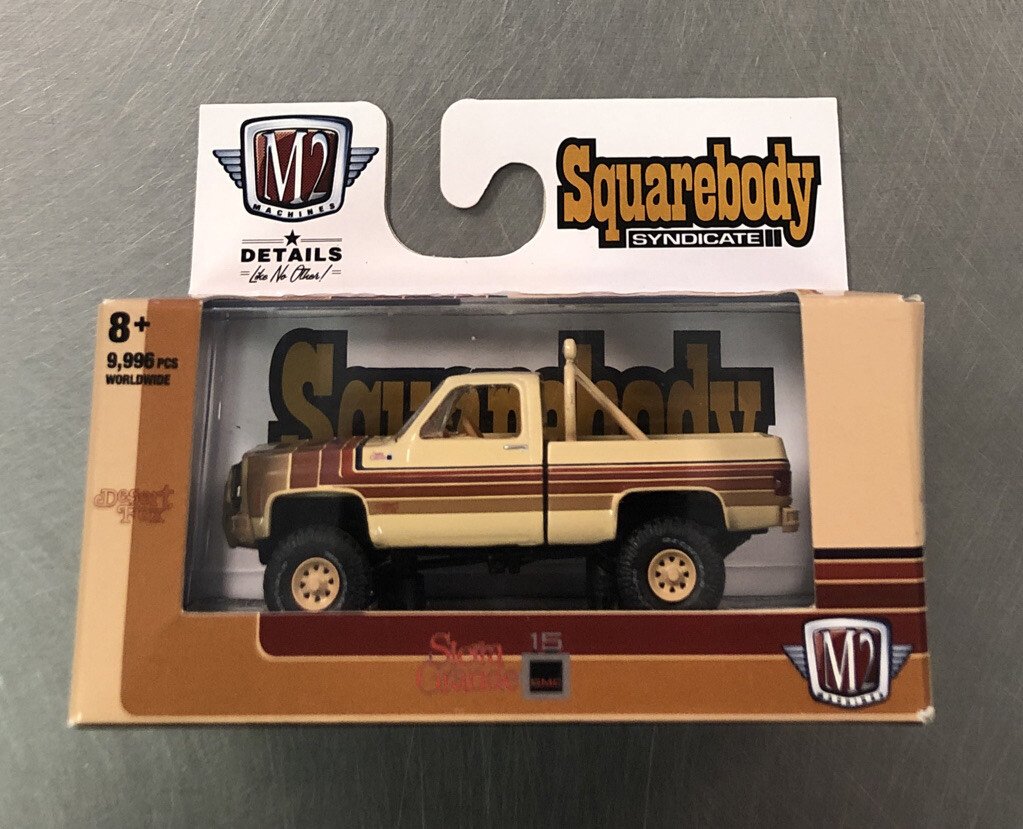 M2
MACHINES
DETAILS
Like No Other!
Squarebody
SYNDICATE
8+
9,996 PCS
WORLDWIDE
Squarebody
Desert
Fox
Sierra
Grande
15
GMC
M2
MACHINES